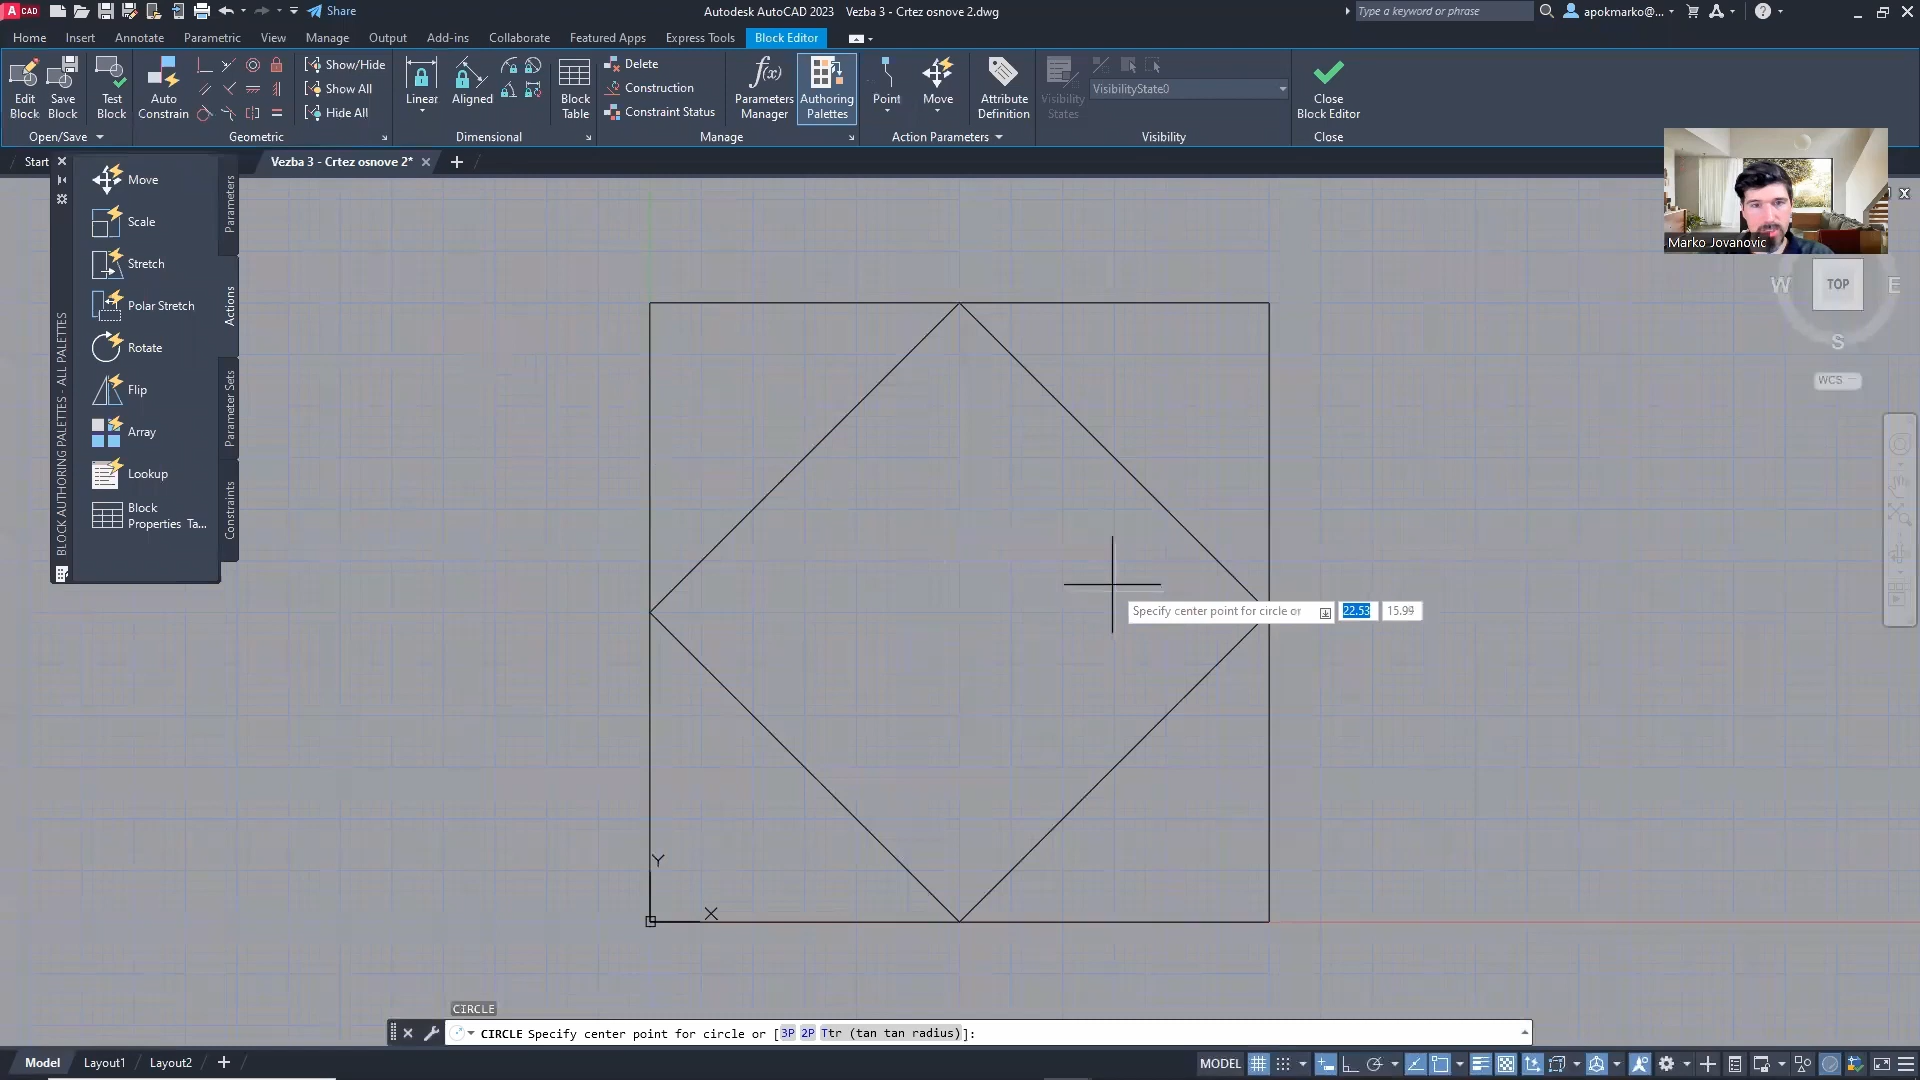 CAD
Share
Autodesk AutoCAD 2023 Vezba 3 - Crtez osnove 2.dwg
Type a keyword or phrase
apokmarko@...
Home Insert Annotate Parametric View Manage Output Add-ins Collaborate Featured Apps Express Tools Block Editor
Edit Block
Save Block
Test Block
Open/Save
Auto Constrain
Show/Hide
Show All
Hide All
Geometric
Linear
Aligned
Dimensional
Block Table
Delete
Construction
Constraint Status
Parameters Manager
Authoring Palettes
Manage
Point
Move
Action Parameters
Attribute Definition
Visibility States
VisibilityState0
Visibility
Close Block Editor
Close
Start
Vezba 3 - Crtez osnove 2*
Move
Scale
Stretch
Polar Stretch
Rotate
Flip
Array
Lookup
Block
Properties Ta...
Parameters
Actions
Parameter Sets
Constraints
BLOCK AUTHORING PALETTES - ALL PALETTES
Marko Jovanovic
W TOP E
S
WCS
Specify center point for circle or 22.53 15.99
Y
X
CIRCLE
CIRCLE Specify center point for circle or [3P 2P Ttr (tan tan radius)]:
Model Layout1 Layout2
MODEL